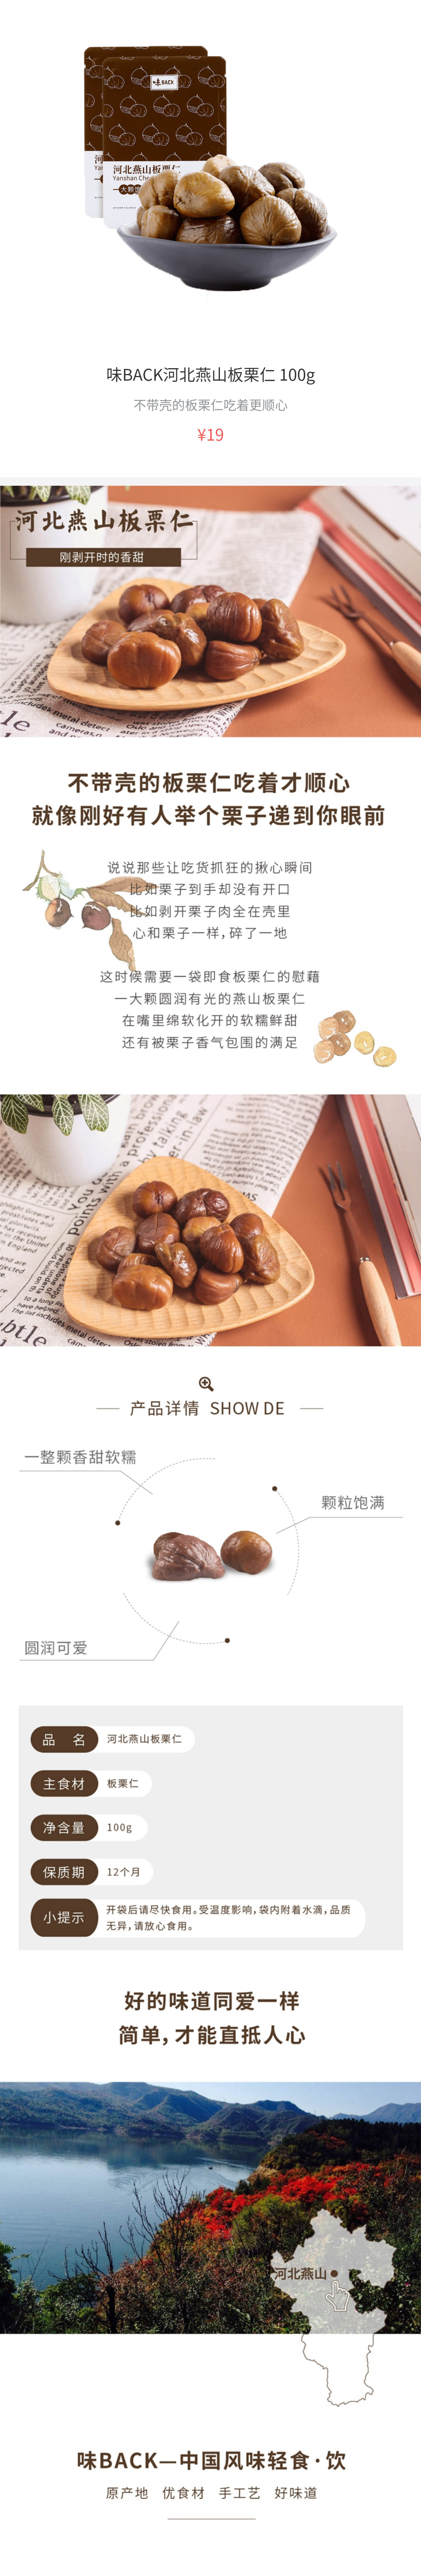 味BACK
河北燕山板栗仁
味BACK河北燕山板栗仁 100g
不带壳的板栗仁吃着更顺心
¥19
河北燕山板栗仁
刚剥开时的香甜
includes metal detect
不带壳的板栗仁吃着才顺心
就像刚好有人举个栗子递到你眼前
说说那些让吃货抓狂的揪心瞬间
比如栗子到手却没有开口
比如剥开栗子肉全在壳里
心和栗子一样,碎了一地
这时候需要一袋即食板栗仁的慰藉
一大颗圆润有光的燕山板栗仁
在嘴里绵软化开的软糯鲜甜
还有被栗子香气包围的满足
产品详情 SHOW DE
一整颗香甜软糯
颗粒饱满
圆润可爱
品 名 河北燕山板栗仁
主食材 板栗仁
净含量 100g
保质期 12个月
小提示 开袋后请尽快食用。受温度影响,袋内附着水滴,品质
无异,请放心食用。
好的味道同爱一样
简单,才能直抵人心
河北燕山
味BACK—中国风味轻食·饮
原产地 优食材 手工艺 好味道